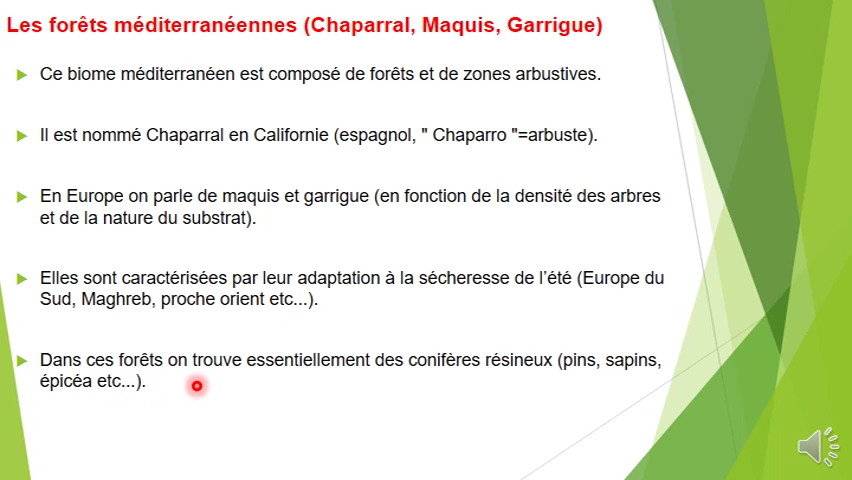 Les forêts méditerranéennes (Chaparral, Maquis, Garrigue)
Ce biome méditerranéen est composé de forêts et de zones arbustives.
Il est nommé Chaparral en Californie (espagnol, " Chaparro "=arbuste).
En Europe on parle de maquis et garrigue (en fonction de la densité des arbres
et de la nature du substrat).
Elles sont caractérisées par leur adaptation à la sécheresse de l’été (Europe du
Sud, Maghreb, proche orient etc...).
Dans ces forêts on trouve essentiellement des conifères résineux (pins, sapins,
épicéa etc...).